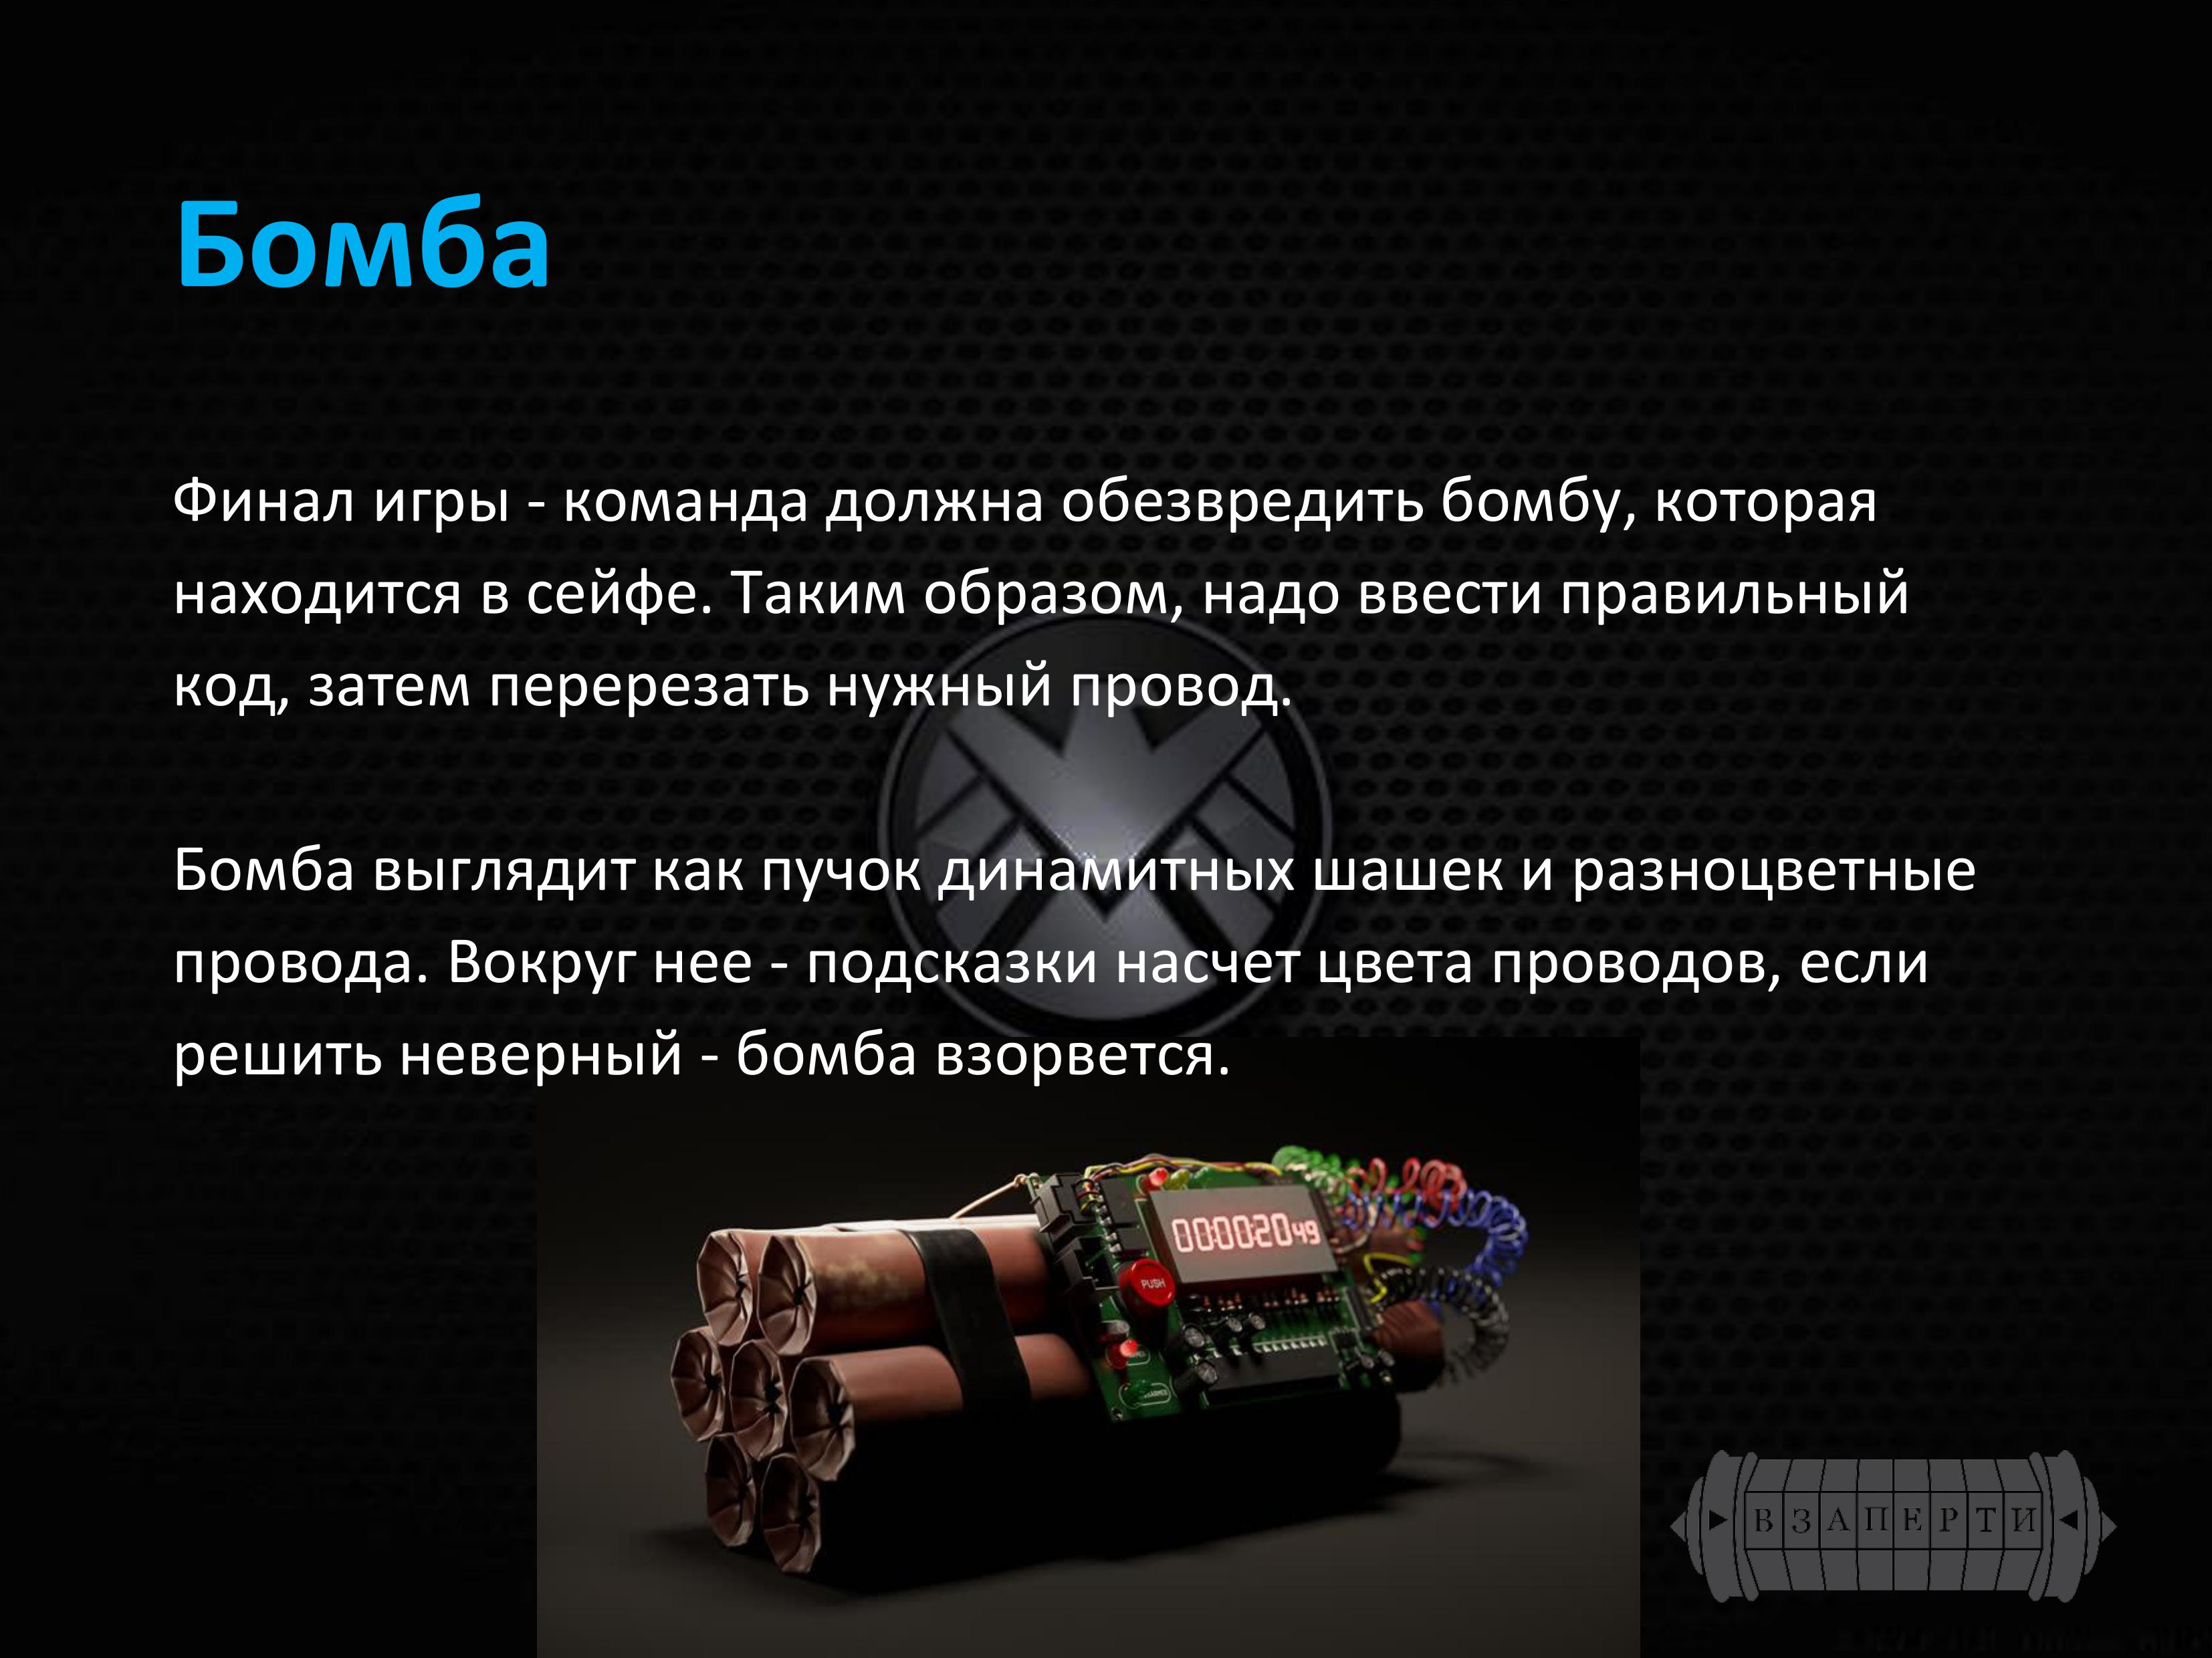 Бомба
Финал игры - команда должна обезвредить бомбу, которая
находится в сейфе. Таким образом, надо ввести правильный
код, затем перерезать нужный провод.
Бомба выглядит как пучок динамитных шашек и разноцветные
провода. Вокруг нее - подсказки насчет цвета проводов, если
решить неверный - бомба взорвется.
00:00:20 49
PUSH
ВЗАПЕРТИ